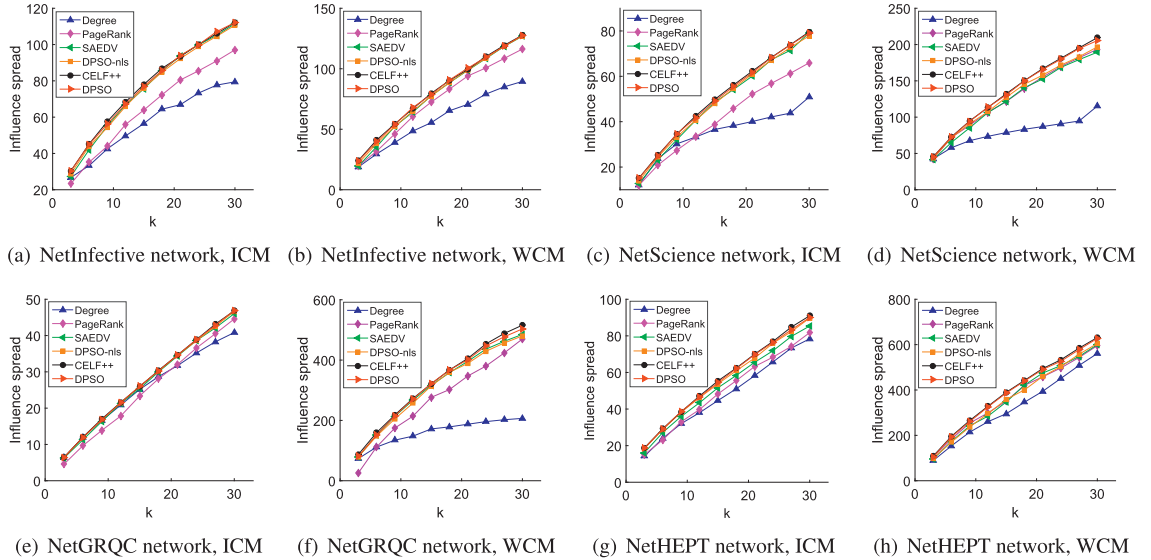 120
100
80
60
40
20
0 10 20 30
Influence spread
k
Degree
PageRank
SAEDV
DPSO-nls
CELF++
DPSO
(a) NetInfective network, ICM
150
100
50
0
0 10 20 30
Influence spread
k
Degree
PageRank
SAEDV
DPSO-nls
CELF++
DPSO
(b) NetInfective network, WCM
80
60
40
20
0 10 20 30
Influence spread
k
Degree
PageRank
SAEDV
DPSO-nls
CELF++
DPSO
(c) NetScience network, ICM
250
200
150
100
50
0
0 10 20 30
Influence spread
k
Degree
PageRank
SAEDV
DPSO-nls
CELF++
DPSO
(d) NetScience network, WCM
50
40
30
20
10
0
0 10 20 30
Influence spread
k
Degree
PageRank
SAEDV
DPSO-nls
CELF++
DPSO
(e) NetGRQC network, ICM
600
400
200
0
0 10 20 30
Influence spread
k
Degree
PageRank
SAEDV
DPSO-nls
CELF++
DPSO
(f) NetGRQC network, WCM
100
80
60
40
20
0
0 10 20 30
Influence spread
k
Degree
PageRank
SAEDV
DPSO-nls
CELF++
DPSO
(g) NetHEPT network, ICM
800
600
400
200
0
0 10 20 30
Influence spread
k
Degree
PageRank
SAEDV
DPSO-nls
CELF++
DPSO
(h) NetHEPT network, WCM